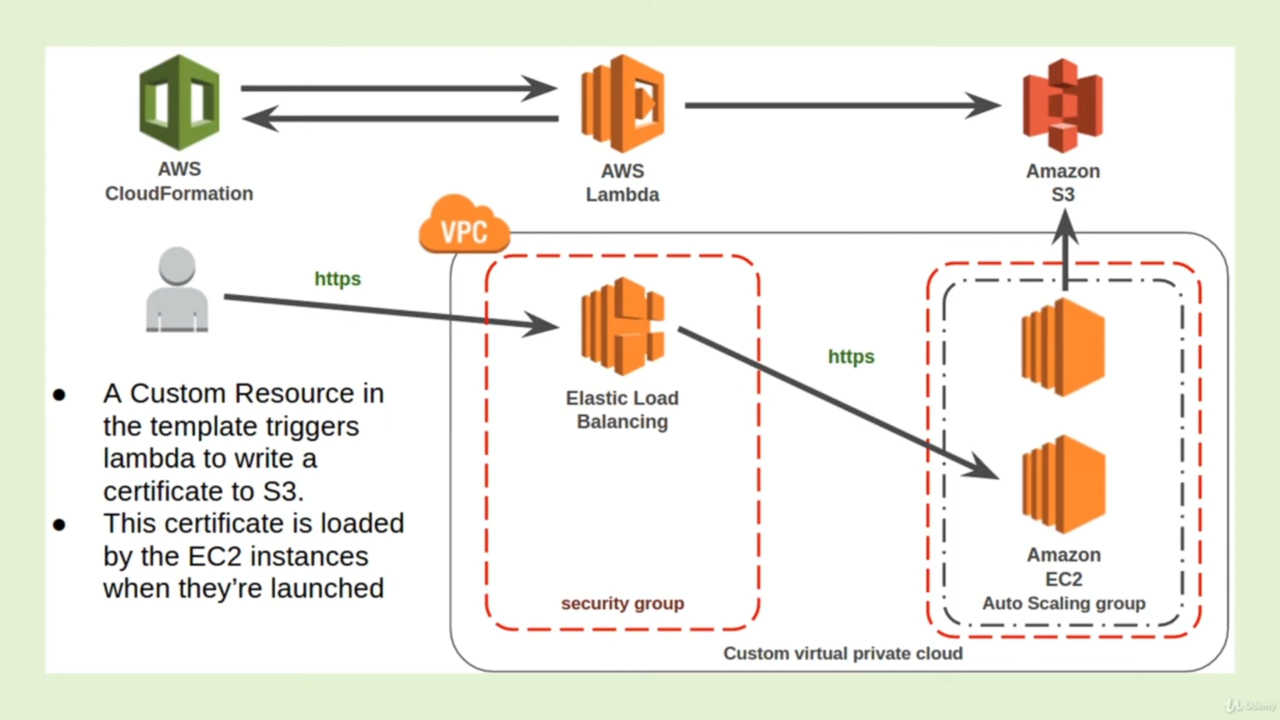 AWS
CloudFormation
AWS
Lambda
Amazon
S3
VPC
https
Elastic Load
Balancing
https
● A Custom Resource in
the template triggers
lambda to write a
certificate to S3.
● This certificate is loaded
by the EC2 instances
when they’re launched
security group
Amazon
EC2
Auto Scaling group
Custom virtual private cloud
Udemy